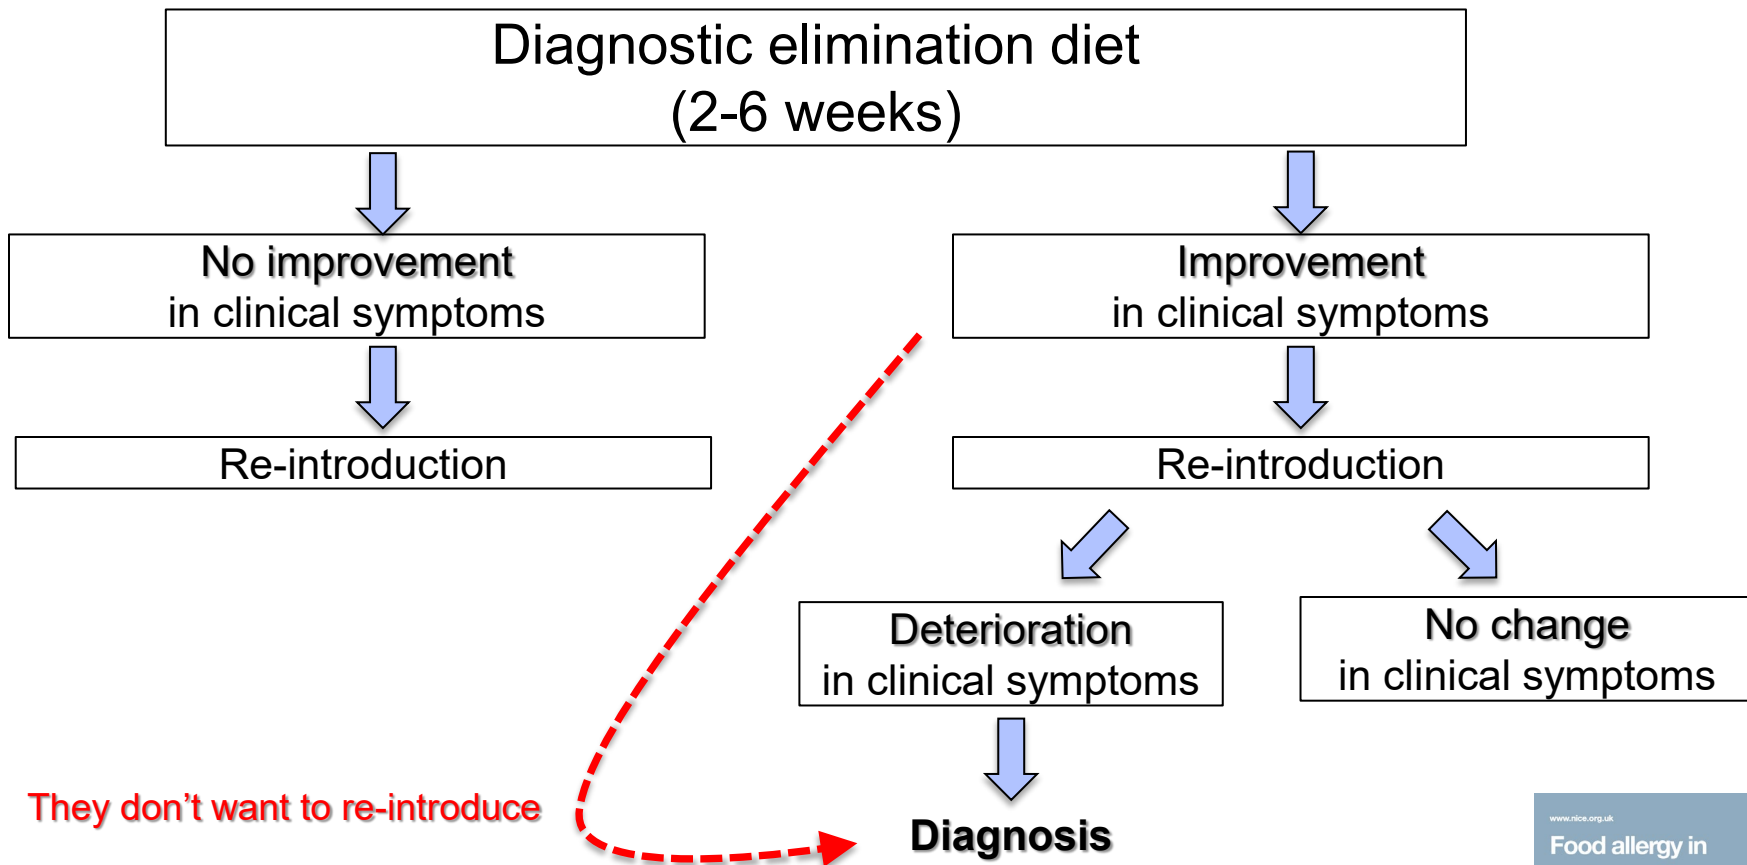 Diagnostic elimination diet
(2-6 weeks)
No improvement
in clinical symptoms
Improvement
in clinical symptoms
Re-introduction
Re-introduction
Deterioration
in clinical symptoms
No change
in clinical symptoms
They don’t want to re-introduce
Diagnosis
www.nice.org.uk
Food allergy in